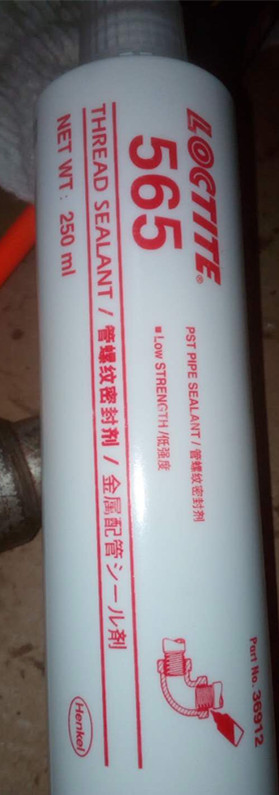 LOCTITE®
565
PST PIPE SEALANT / 管螺纹密封剂
■ LOW STRENGTH /低强度
THREAD SEALANT / 管螺纹密封剂 / 金属配管シール剤
NET WT: 250 ml
Part No. 36912
Henkel